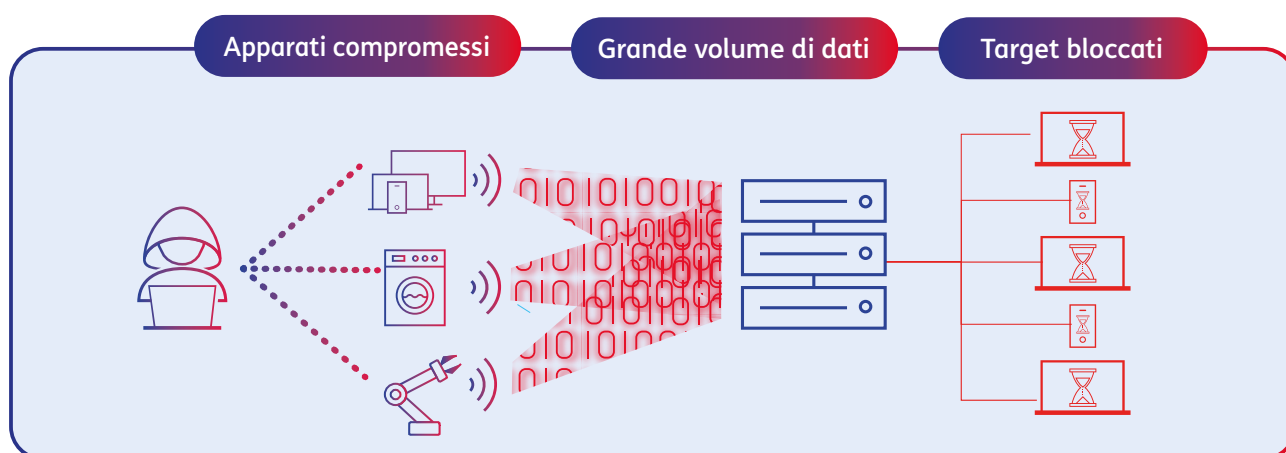 Apparati compromessi
Grande volume di dati
Target bloccati